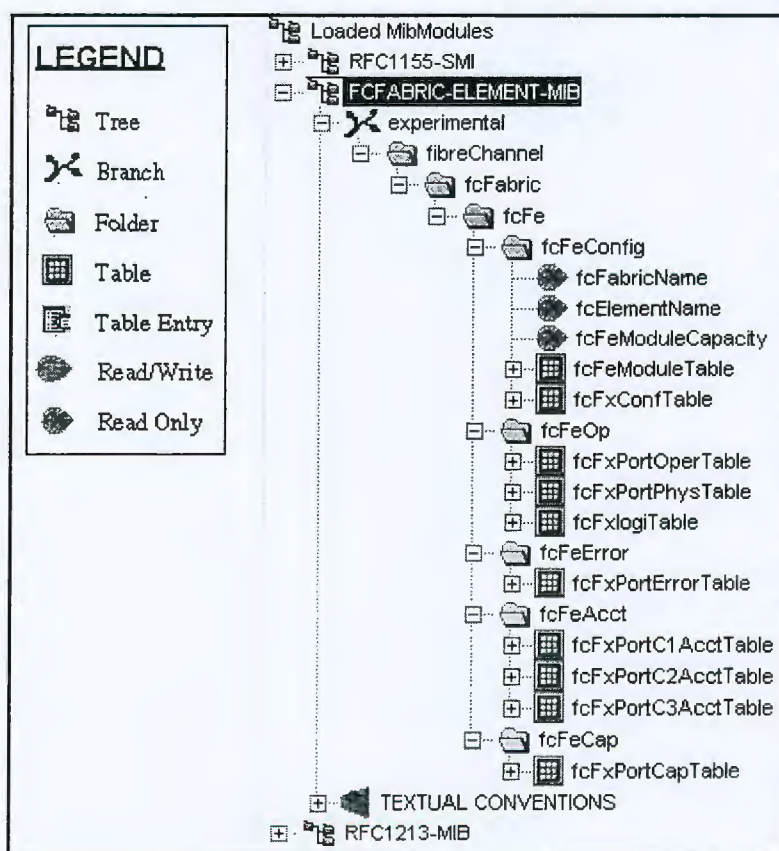 LEGEND
Tree
Branch
Folder
Table
Table Entry
Read/Write
Read Only
Loaded MibModules
RFC1155-SMI
FCFABRIC-ELEMENT-MIB
experimental
fibreChannel
fcFabric
fcFe
fcFeConfig
fcFabricName
fcElementName
fcFeModuleCapacity
fcFeModuleTable
fcFxConfTable
fcFeOp
fcFxPortOperTable
fcFxPortPhysTable
fcFxlogiTable
fcFeError
fcFxPortErrorTable
fcFeAcct
fcFxPortC1AcctTable
fcFxPortC2AcctTable
fcFxPortC3AcctTable
fcFeCap
fcFxPortCapTable
TEXTUAL CONVENTIONS
RFC1213-MIB